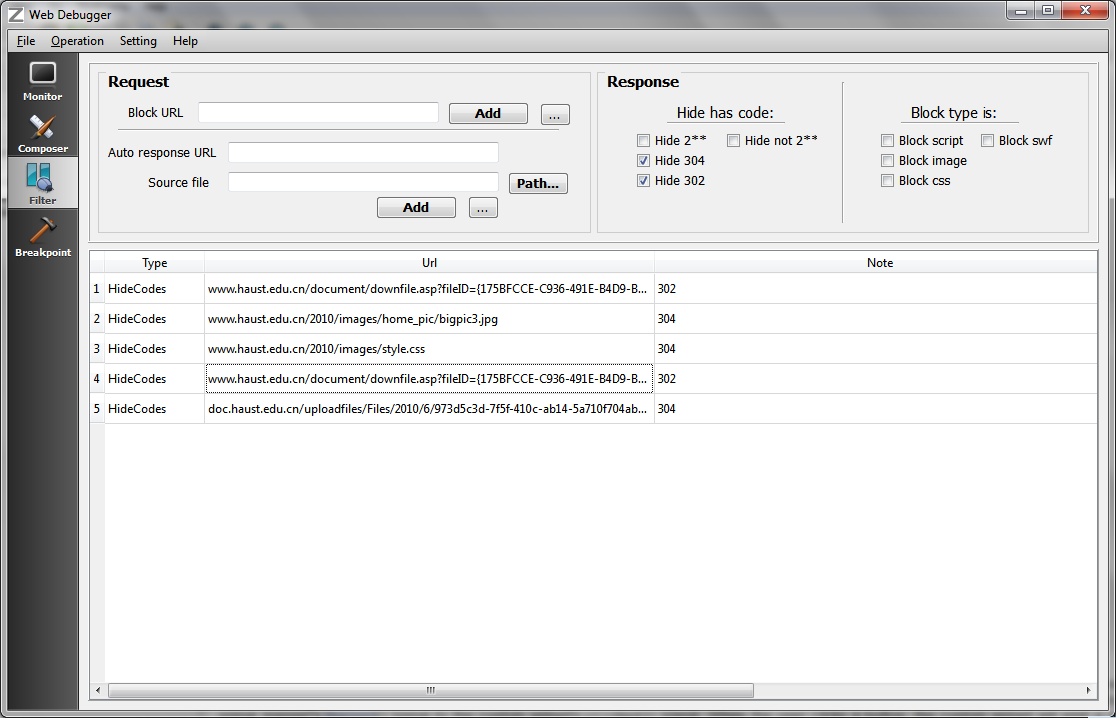 Web Debugger
File Operation Setting Help
Monitor
Composer
Filter
Breakpoint
Request
Block URL Add ...
Auto response URL
Source file Path...
Add ...
Response
Hide has code:
Hide 2** Hide not 2**
Hide 304
Hide 302
Block type is:
Block script Block swf
Block image
Block css
Type Url Note
1 HideCodes www.haust.edu.cn/document/downfile.asp?fileID={175BFCCE-C936-491E-B4D9-B... 302
2 HideCodes www.haust.edu.cn/2010/images/home_pic/bigpic3.jpg 304
3 HideCodes www.haust.edu.cn/2010/images/style.css 304
4 HideCodes www.haust.edu.cn/document/downfile.asp?fileID={175BFCCE-C936-491E-B4D9-B... 302
5 HideCodes doc.haust.edu.cn/uploadfiles/Files/2010/6/973d5c3d-7f5f-410c-ab14-5a710f704ab... 304